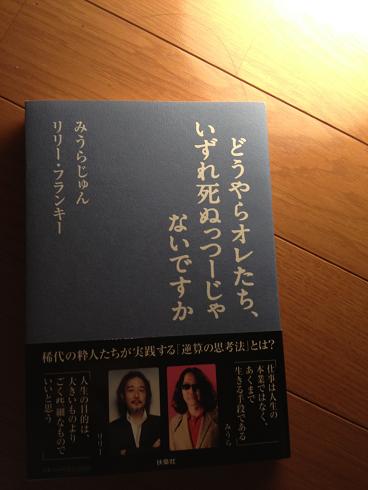 どうやらオレたち、
いずれ死ぬっつーじゃ
ないですか
みうらじゅん
リリー・フランキー
稀代の粋人たちが実践する「逆算の思考法」とは?
「仕事は人生の
本業ではなく、
あくまで
生きる手段である」
みうら
「人生の目的は、
大きいものより
ごく些細なもので
いいと思う」
リリー
扶桑社